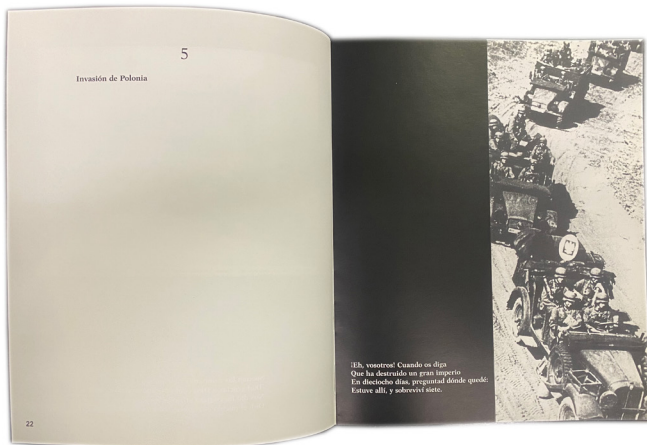 5
Invasión de Polonia
22
¡Eh, vosotros! Cuando os diga
Que ha destruido un gran imperio
En dieciocho días, preguntad dónde quedé:
Estuve allí, y sobreviví siete.